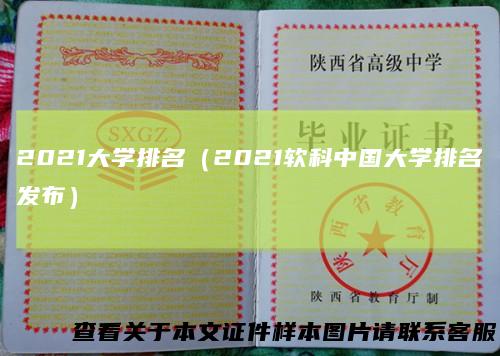 陕西省高级中学
SXGZ
毕业证书
2021大学排名（2021软科中国大学排名
发布）
陕西省教育厅
陕西省教育厅制
查看关于本文证件样本图片请联系客服